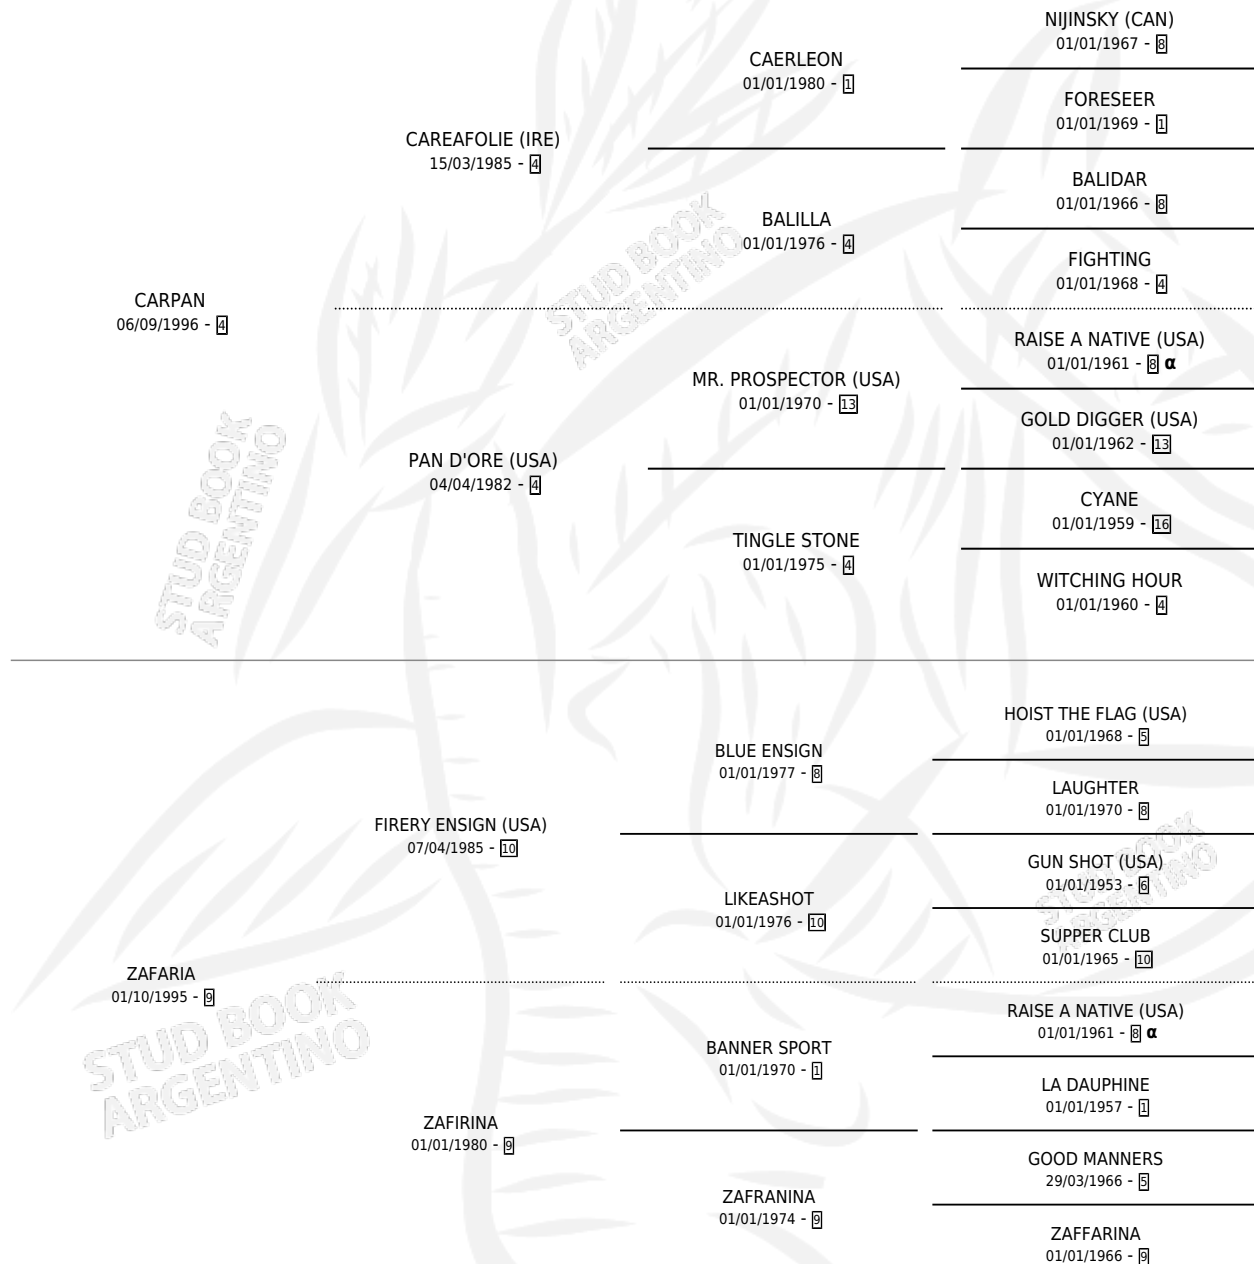 NIJINSKY (CAN)
01/01/1967 - 8
CAERLEON
01/01/1980 - 1
FORESEER
01/01/1969 - 1
CAREAFOLIE (IRE)
15/03/1985 - 4
BALIDAR
01/01/1966 - 8
BALILLA
01/01/1976 - 4
FIGHTING
01/01/1968 - 4
STUD BOOK
ARGENTINO
CARPAN
06/09/1996 - 4
RAISE A NATIVE (USA)
01/01/1961 - 8 α
MR. PROSPECTOR (USA)
01/01/1970 - 13
GOLD DIGGER (USA)
01/01/1962 - 13
PAN D'ORE (USA)
04/04/1982 - 4
CYANE
01/01/1959 - 16
TINGLE STONE
01/01/1975 - 4
WITCHING HOUR
01/01/1960 - 4
STUD BOOK
ARGENTINO
HOIST THE FLAG (USA)
01/01/1968 - 5
BLUE ENSIGN
01/01/1977 - 8
LAUGHTER
01/01/1970 - 8
FIRERY ENSIGN (USA)
07/04/1985 - 10
GUN SHOT (USA)
01/01/1953 - 6
STUD BOOK
ARGENTINO
LIKEASHOT
01/01/1976 - 10
SUPPER CLUB
01/01/1965 - 10
ZAFARIA
01/10/1995 - 9
RAISE A NATIVE (USA)
01/01/1961 - 8 α
BANNER SPORT
01/01/1970 - 1
LA DAUPHINE
01/01/1957 - 1
STUD BOOK
ARGENTINO
ZAFIRINA
01/01/1980 - 9
GOOD MANNERS
29/03/1966 - 5
ZAFRANINA
01/01/1974 - 9
ZAFFARINA
01/01/1966 - 9